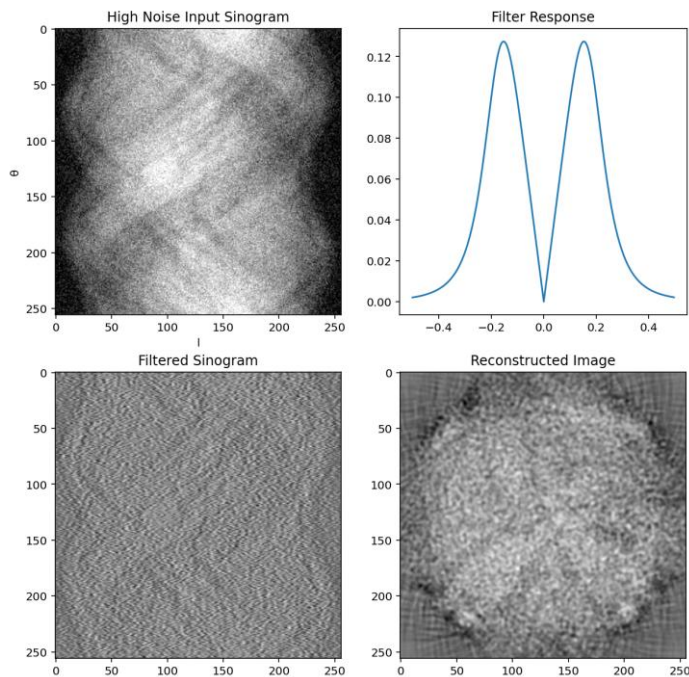 High Noise Input Sinogram
0
50
100
150
200
250
θ
0 50 100 150 200 250
l
Filter Response
0.12
0.10
0.08
0.06
0.04
0.02
0.00
−0.4 −0.2 0.0 0.2 0.4
Filtered Sinogram
0
50
100
150
200
250
0 50 100 150 200 250
Reconstructed Image
0
50
100
150
200
250
0 50 100 150 200 250